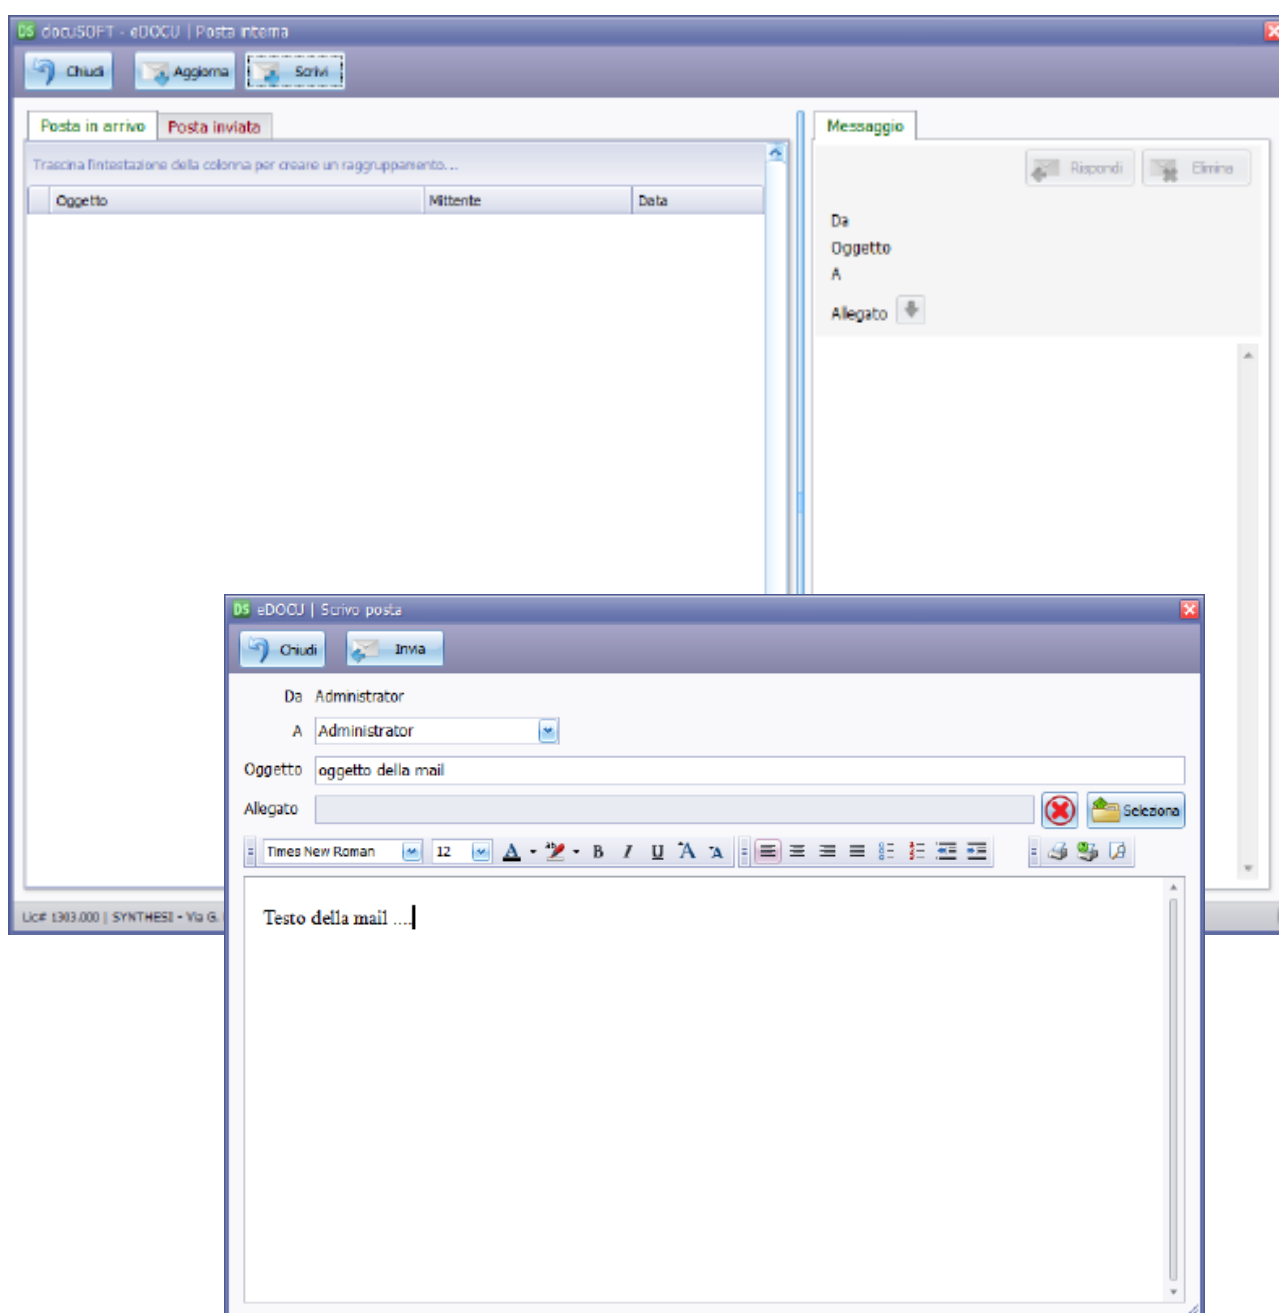 DS docuSOFT - eDOCU | Posta interna
Chiudi Aggiorna Scrivi
Posta in arrivo Posta inviata Messaggio
Trascina l'intestazione della colonna per creare un raggruppamento...
Rispondi Elimina
Oggetto Mittente Data
Da
Oggetto
A
Allegato
DS eDOCU | Scrivo posta
Chiudi Invia
Da Administrator
A Administrator
Oggetto oggetto della mail
Allegato Seleziona
Times New Roman 12 A ab B I U A A
Testo della mail ....
Lic# 1303.000 | SYNTHESI - Via G.